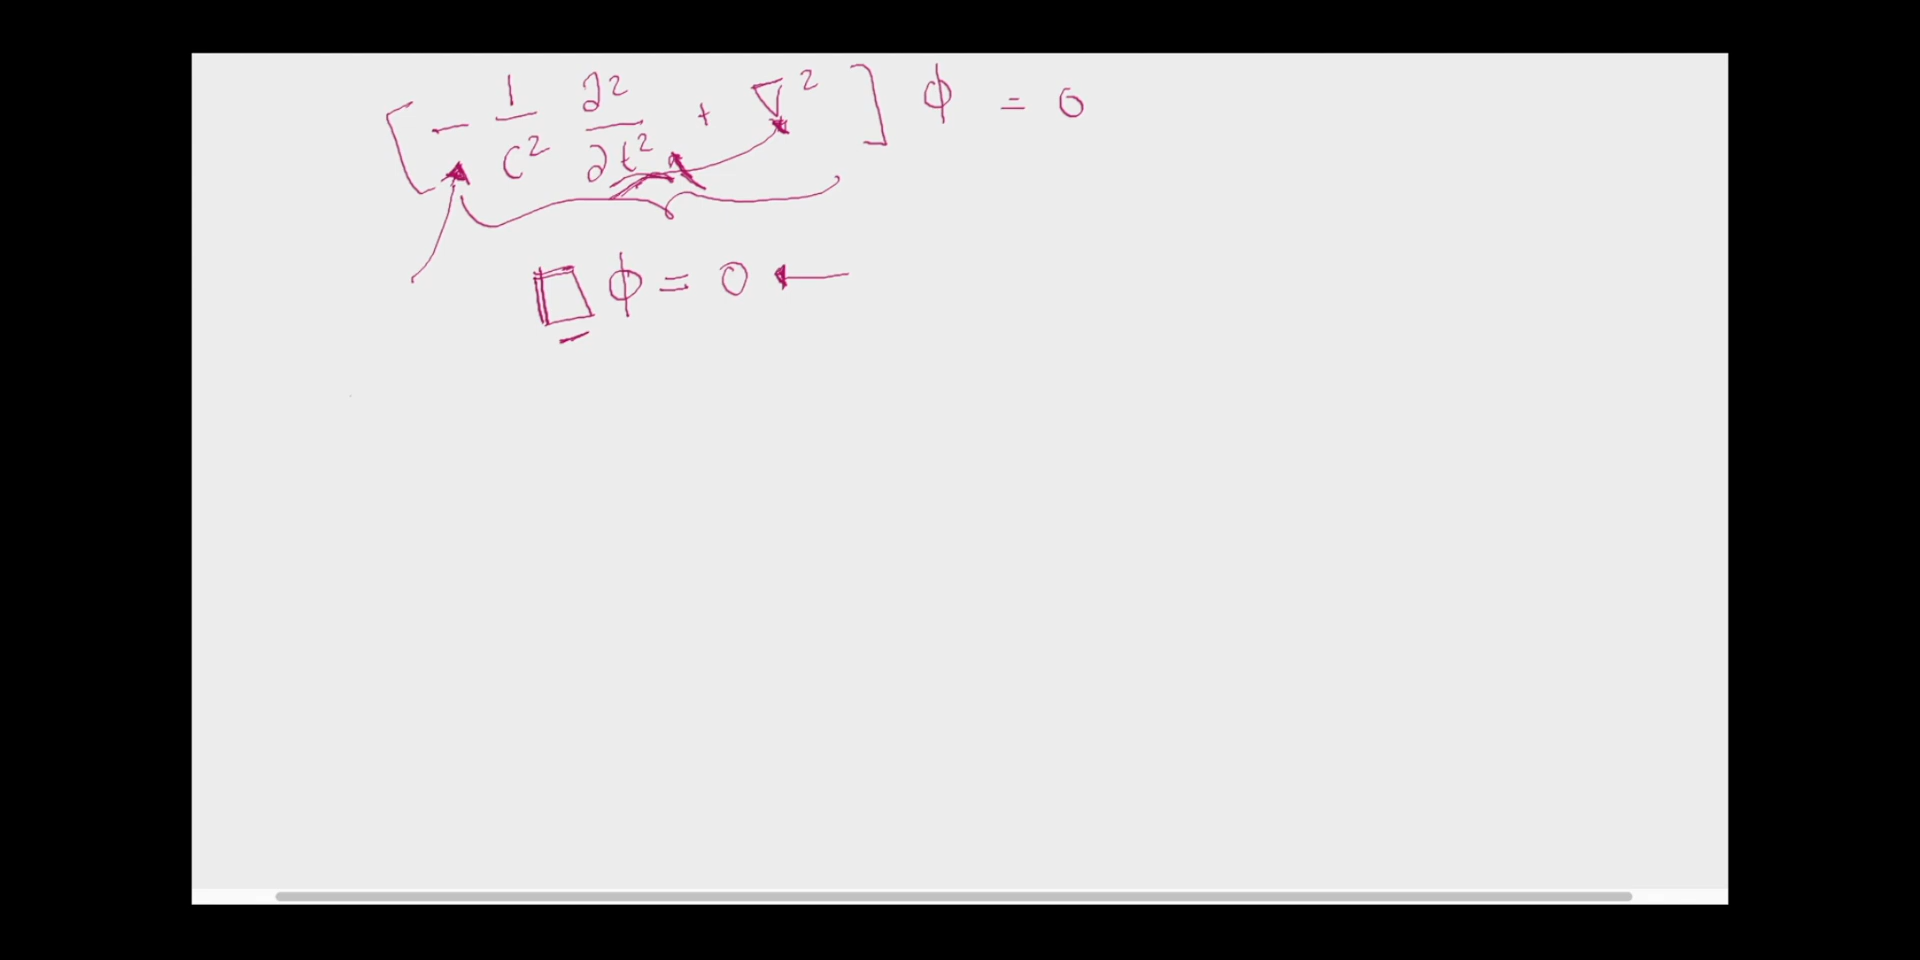 [ - 1/c² ∂²/∂t² + ∇² ] ϕ = 0
□ ϕ = 0